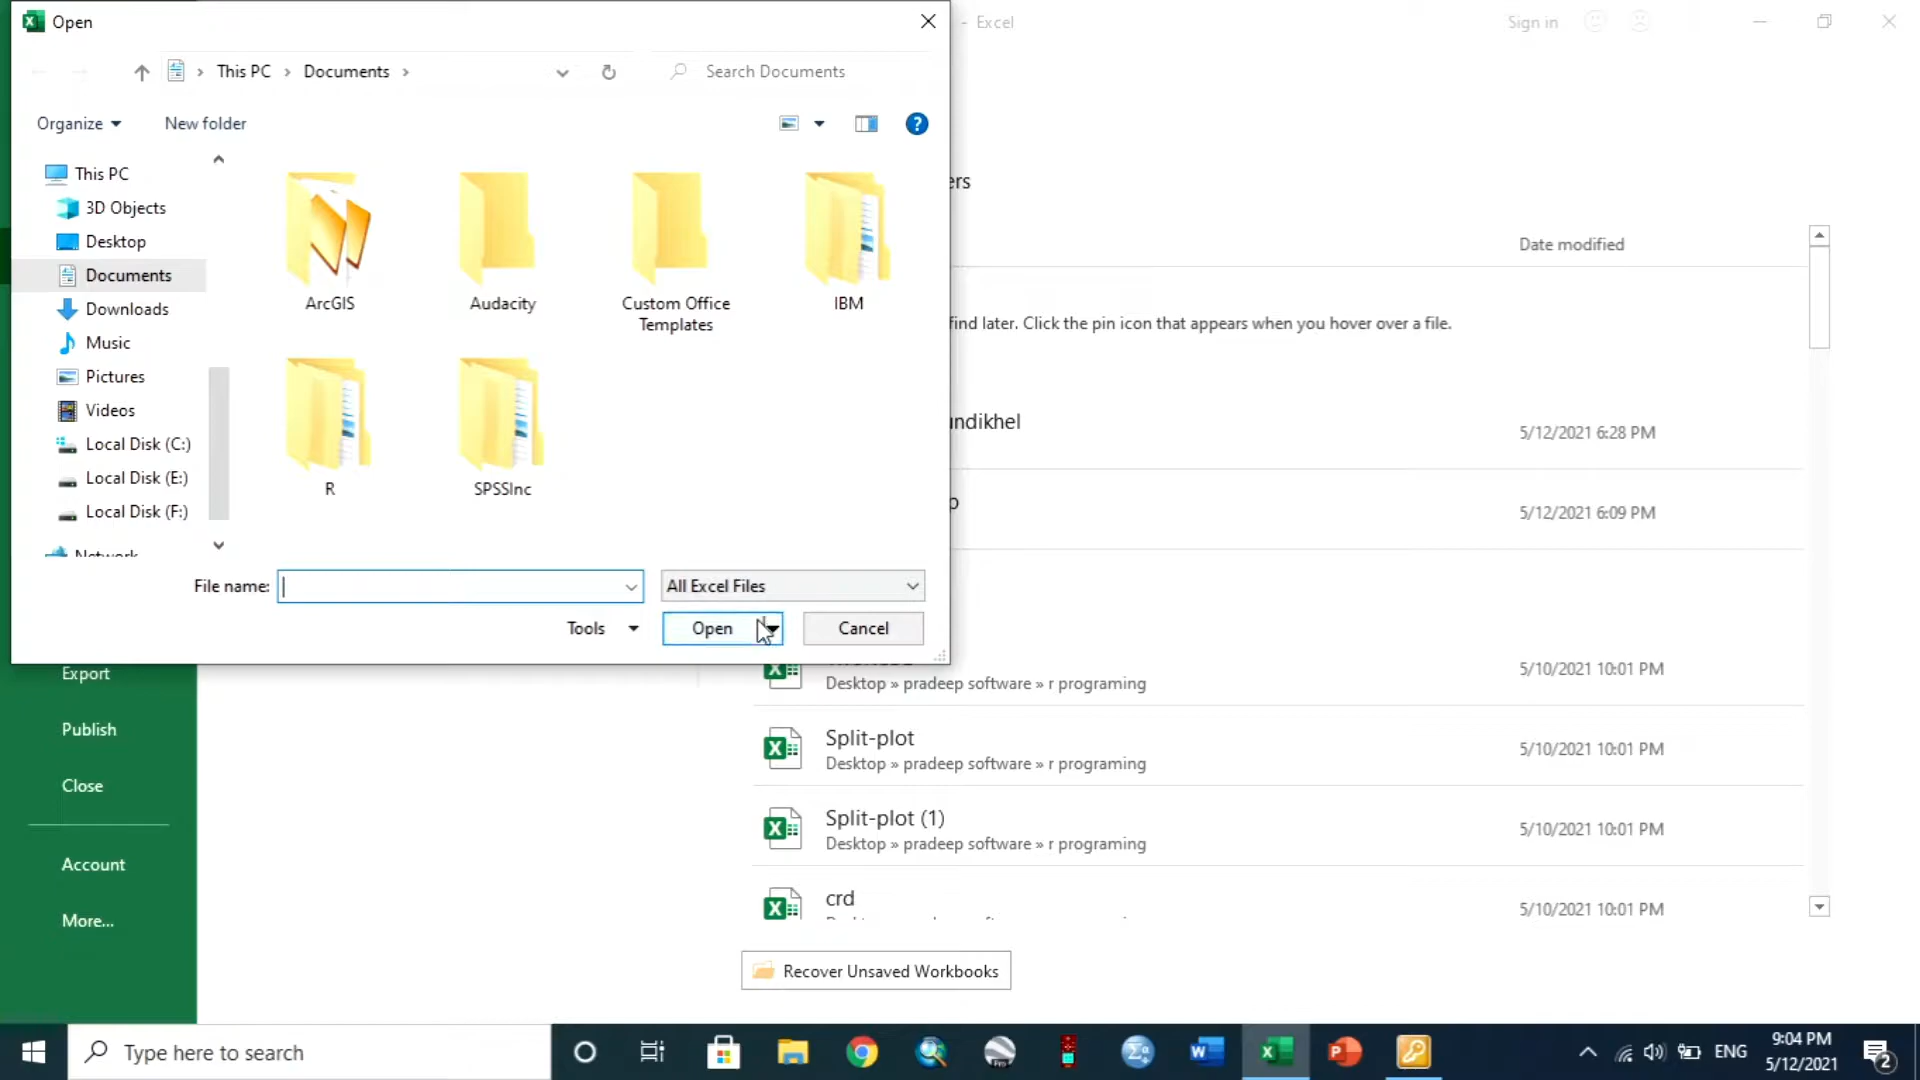 Open
- Excel
Sign in
This PC > Documents >
Search Documents
Organize
New folder
This PC
3D Objects
Desktop
Documents
Downloads
Music
Pictures
Videos
Local Disk (C:)
Local Disk (E:)
Local Disk (F:)
Network
ArcGIS
Audacity
Custom Office
Templates
IBM
R
SPSSInc
File name:
All Excel Files
Tools
Open
Cancel
ers
Date modified
find later. Click the pin icon that appears when you hover over a file.
ndikhel
5/12/2021 6:28 PM
p
5/12/2021 6:09 PM
Desktop » pradeep software » r programing
5/10/2021 10:01 PM
Split-plot
Desktop » pradeep software » r programing
5/10/2021 10:01 PM
Split-plot (1)
Desktop » pradeep software » r programing
5/10/2021 10:01 PM
crd
5/10/2021 10:01 PM
Recover Unsaved Workbooks
Export
Publish
Close
Account
More...
Type here to search
ENG
9:04 PM
5/12/2021
2